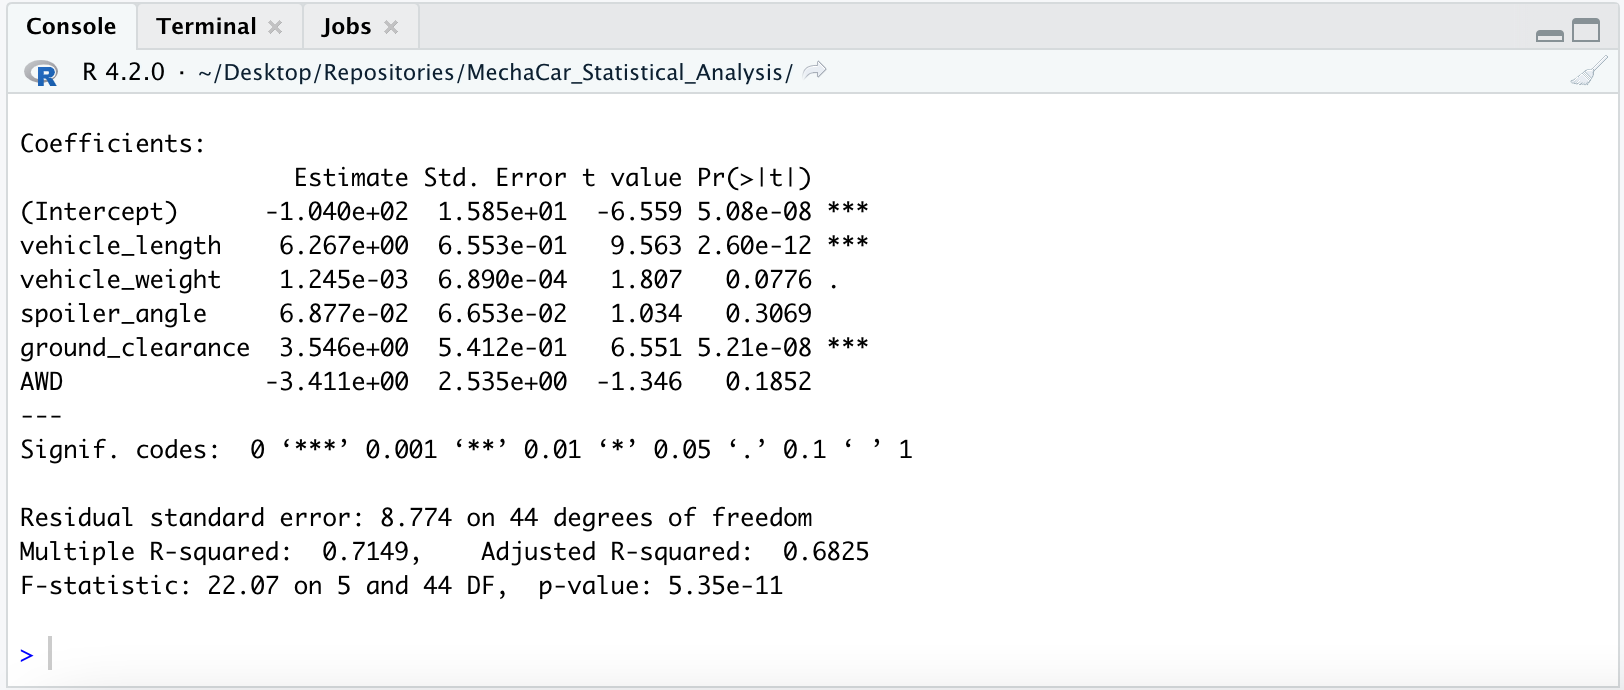 Console Terminal × Jobs ×
R R 4.2.0 · ~/Desktop/Repositories/MechaCar_Statistical_Analysis/
Coefficients:
                   Estimate Std. Error t value Pr(>|t|)
(Intercept)      -1.040e+02  1.585e+01  -6.559 5.08e-08 ***
vehicle_length    6.267e+00  6.553e-01   9.563 2.60e-12 ***
vehicle_weight    1.245e-03  6.890e-04   1.807   0.0776 .
spoiler_angle     6.877e-02  6.653e-02   1.034   0.3069
ground_clearance  3.546e+00  5.412e-01   6.551 5.21e-08 ***
AWD              -3.411e+00  2.535e+00  -1.346   0.1852
---
Signif. codes:  0 ‘***’ 0.001 ‘**’ 0.01 ‘*’ 0.05 ‘.’ 0.1 ‘ ’ 1
Residual standard error: 8.774 on 44 degrees of freedom
Multiple R-squared:  0.7149,    Adjusted R-squared:  0.6825
F-statistic: 22.07 on 5 and 44 DF,  p-value: 5.35e-11
>